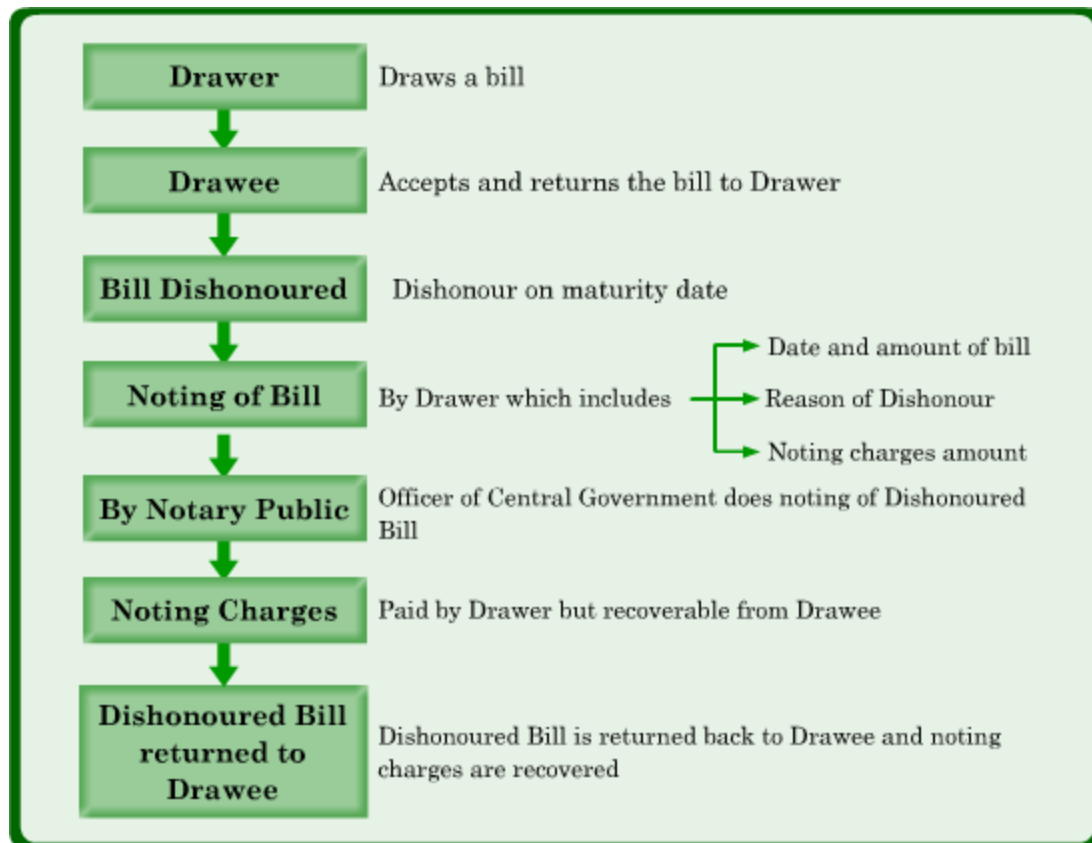 Drawer
Draws a bill
Drawee
Accepts and returns the bill to Drawer
Bill Dishonoured
Dishonour on maturity date
Noting of Bill
By Drawer which includes
Date and amount of bill
Reason of Dishonour
Noting charges amount
By Notary Public
Officer of Central Government does noting of Dishonoured
Bill
Noting Charges
Paid by Drawer but recoverable from Drawee
Dishonoured Bill
returned to
Drawee
Dishonoured Bill is returned back to Drawee and noting
charges are recovered